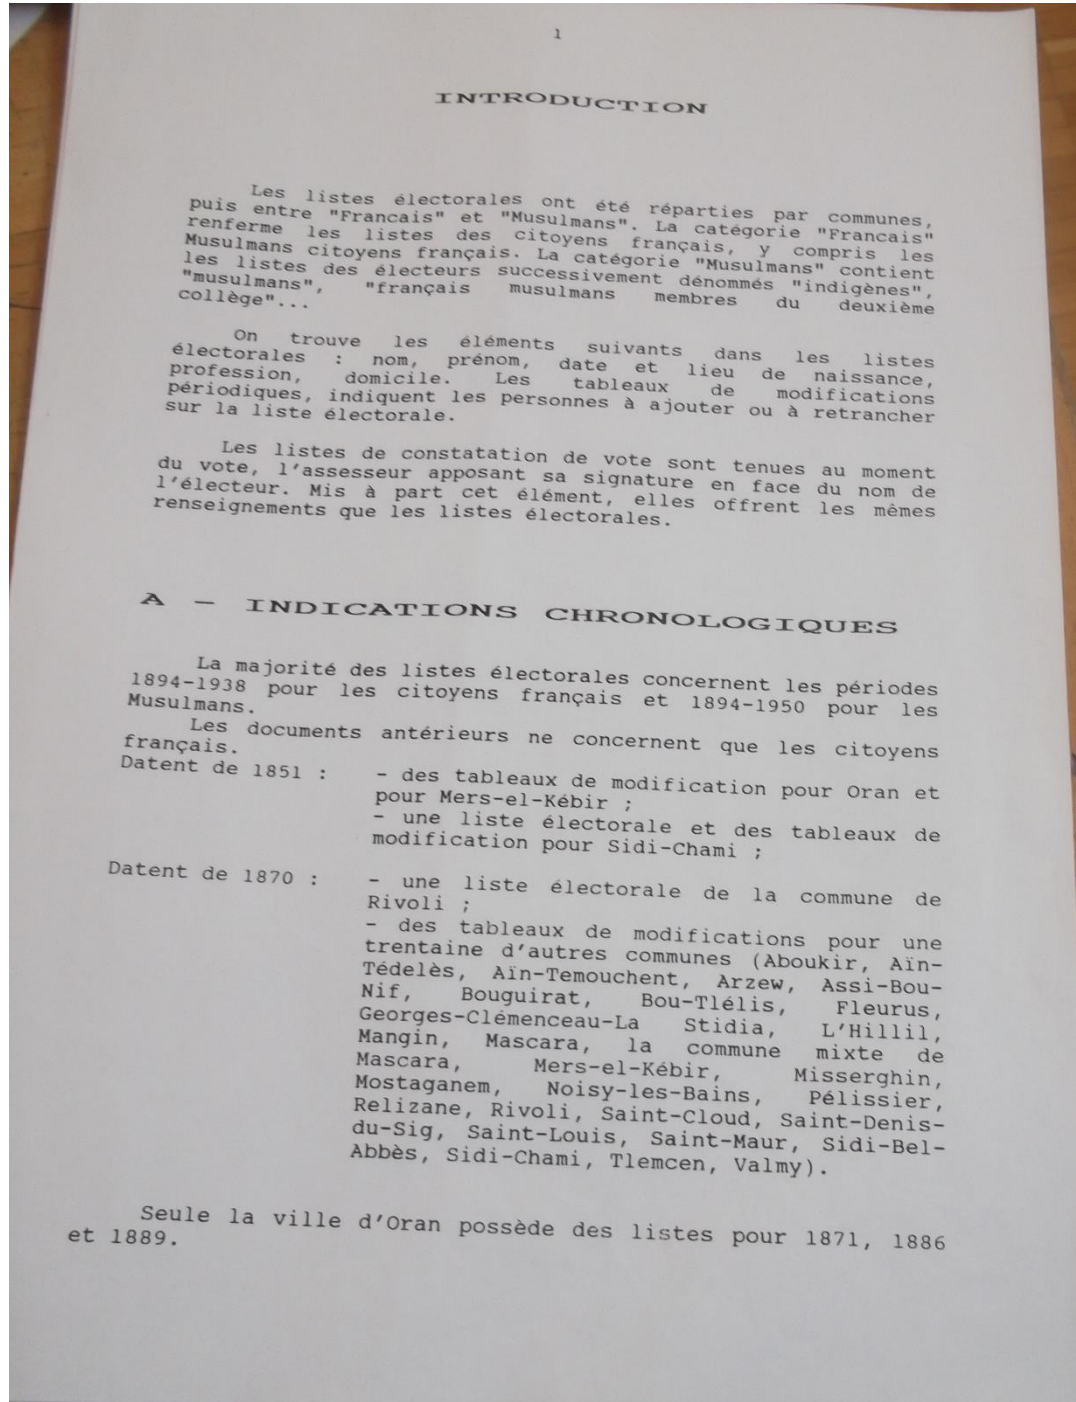 1
INTRODUCTION
Les listes électorales ont été réparties par communes,
puis entre "Francais" et "Musulmans". La catégorie "Francais"
renferme les listes des citoyens français, y compris les
Musulmans citoyens français. La catégorie "Musulmans" contient
les listes des électeurs successivement dénommés "indigènes",
"musulmans", "français musulmans membres du deuxième
collège"...
On trouve les éléments suivants dans les listes
électorales : nom, prénom, date et lieu de naissance,
profession, domicile. Les tableaux de modifications
périodiques, indiquent les personnes à ajouter ou à retrancher
sur la liste électorale.
Les listes de constatation de vote sont tenues au moment
du vote, l'assesseur apposant sa signature en face du nom de
l'électeur. Mis à part cet élément, elles offrent les mêmes
renseignements que les listes électorales.
A - INDICATIONS CHRONOLOGIQUES
La majorité des listes électorales concernent les périodes
1894-1938 pour les citoyens français et 1894-1950 pour les
Musulmans.
Les documents antérieurs ne concernent que les citoyens
français.
Datent de 1851 : - des tableaux de modification pour Oran et
pour Mers-el-Kébir ;
- une liste électorale et des tableaux de
modification pour Sidi-Chami ;
Datent de 1870 : - une liste électorale de la commune de
Rivoli ;
- des tableaux de modifications pour une
trentaine d'autres communes (Aboukir, Aïn-
Tédelès, Aïn-Temouchent, Arzew, Assi-Bou-
Nif, Bouguirat, Bou-Tlélis, Fleurus,
Georges-Clémenceau-La Stidia, L'Hillil,
Mangin, Mascara, la commune mixte de
Mascara, Mers-el-Kébir, Misserghin,
Mostaganem, Noisy-les-Bains, Pélissier,
Relizane, Rivoli, Saint-Cloud, Saint-Denis-
du-Sig, Saint-Louis, Saint-Maur, Sidi-Bel-
Abbès, Sidi-Chami, Tlemcen, Valmy).
Seule la ville d'Oran possède des listes pour 1871, 1886
et 1889.